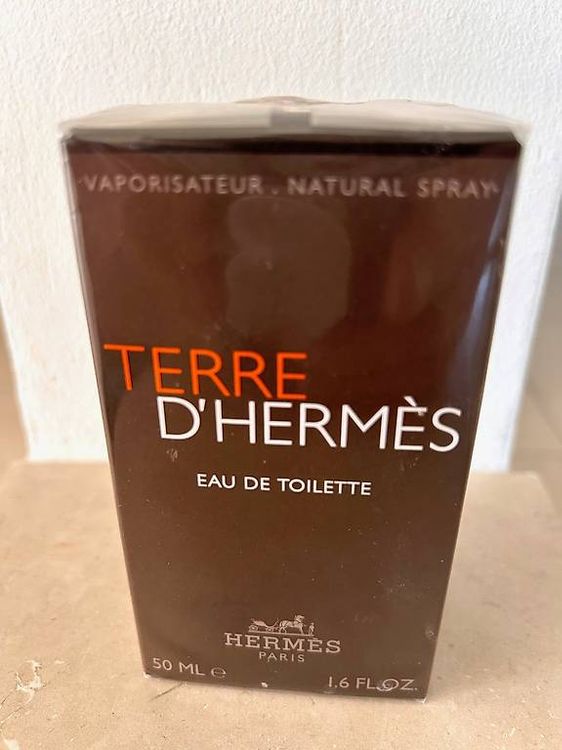 VAPORISATEUR . NATURAL SPRAY
TERRE
D'HERMÈS
EAU DE TOILETTE
HERMÈS
PARIS
50 ML ℮
1.6 FL.OZ.